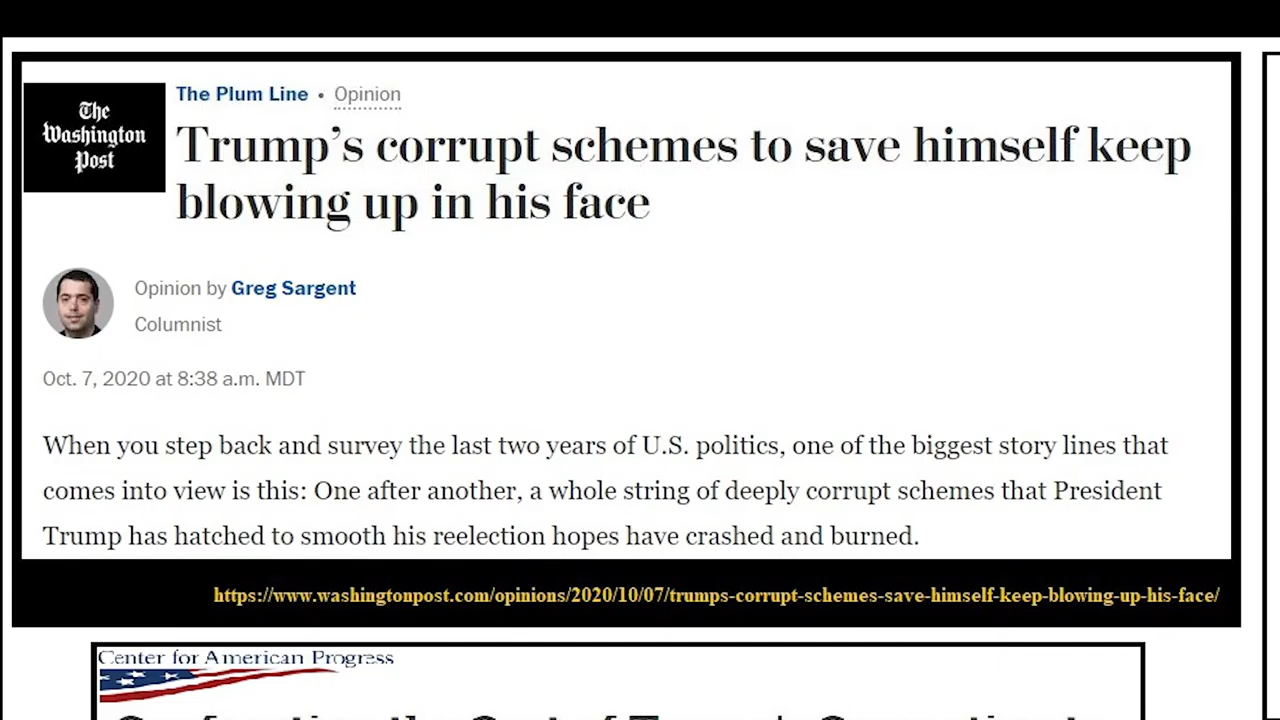 The Washington Post
The Plum Line • Opinion
Trump's corrupt schemes to save himself keep
blowing up in his face
Opinion by Greg Sargent
Columnist
Oct. 7, 2020 at 8:38 a.m. MDT
When you step back and survey the last two years of U.S. politics, one of the biggest story lines that
comes into view is this: One after another, a whole string of deeply corrupt schemes that President
Trump has hatched to smooth his reelection hopes have crashed and burned.
https://www.washingtonpost.com/opinions/2020/10/07/trumps-corrupt-schemes-save-himself-keep-blowing-up-his-face/
Center for American Progress